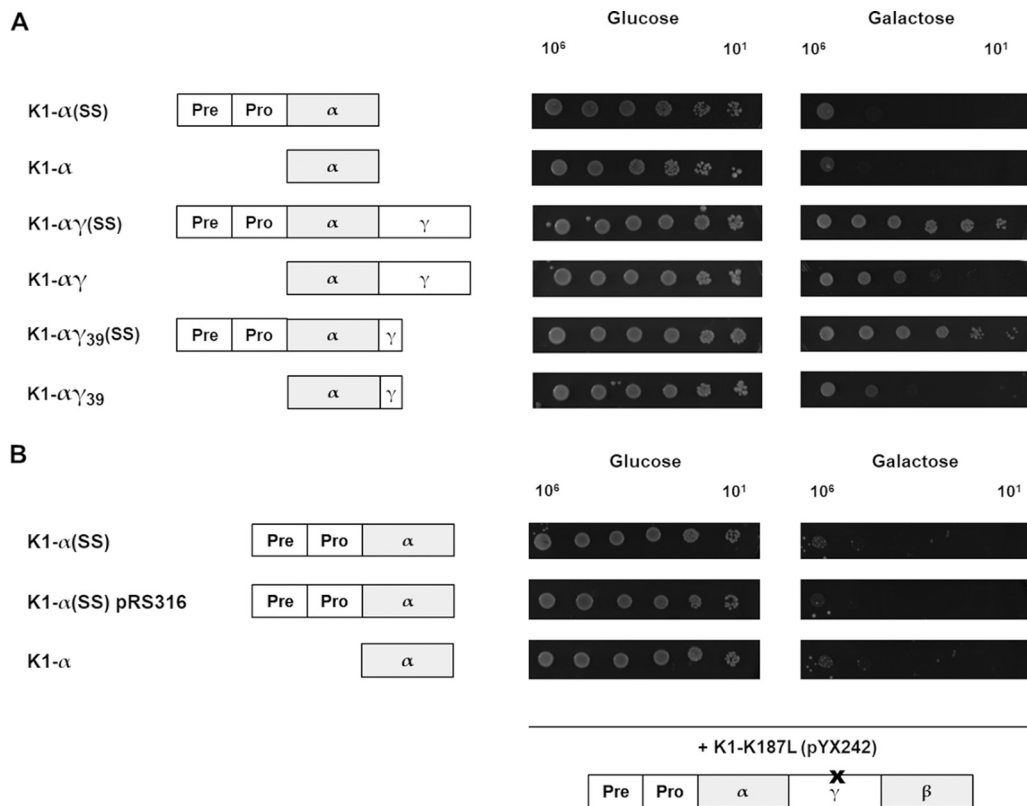 A
Glucose Galactose
10⁶ 10¹ 10⁶ 10¹
K1-α(SS) Pre Pro α
K1-α α
K1-αγ(SS) Pre Pro α γ
K1-αγ α γ
K1-αγ₃₉(SS) Pre Pro α γ
K1-αγ₃₉ α γ
B
Glucose Galactose
10⁶ 10¹ 10⁶ 10¹
K1-α(SS) Pre Pro α
K1-α(SS) pRS316 Pre Pro α
K1-α α
+ K1-K187L (pYX242)
x
Pre Pro α γ β